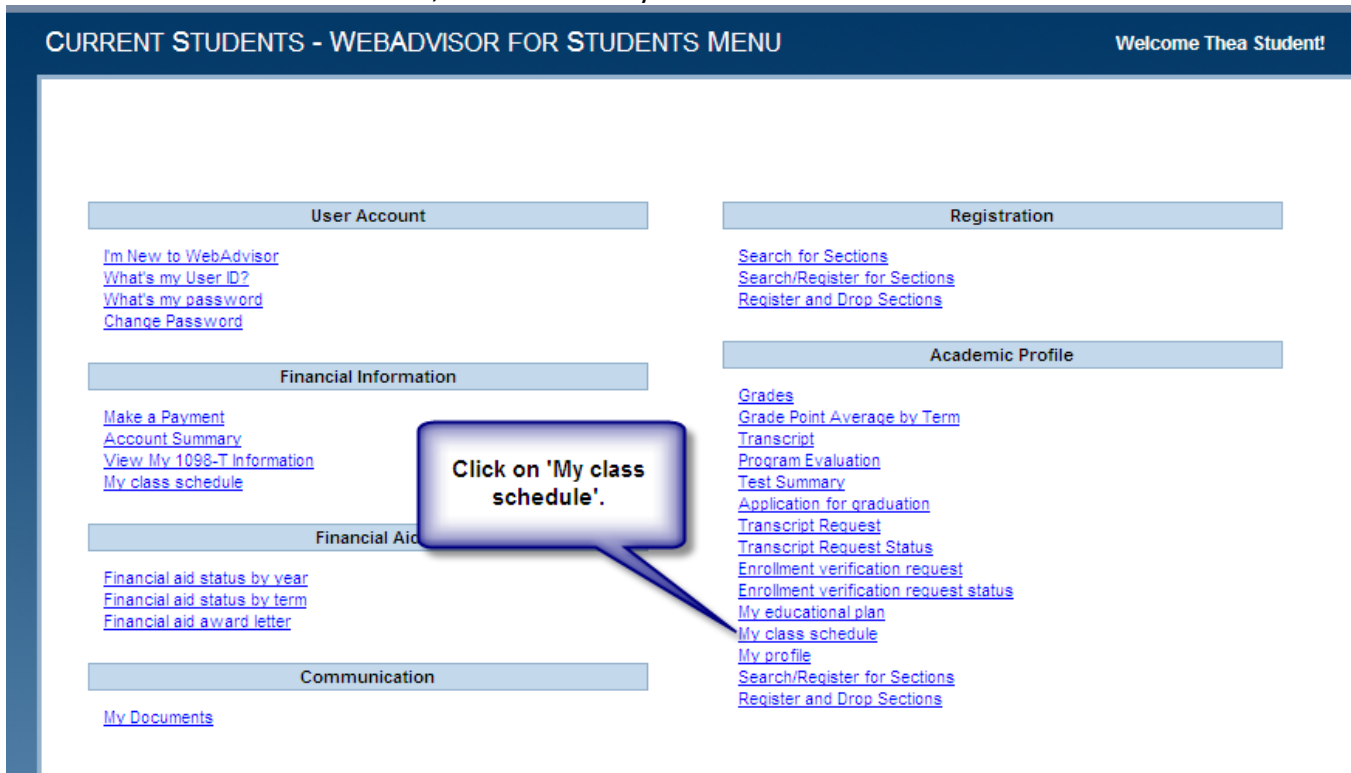 CURRENT STUDENTS - WEBADVISOR FOR STUDENTS MENU
Welcome Thea Student!
User Account
I'm New to WebAdvisor
What's my User ID?
What's my password
Change Password
Financial Information
Make a Payment
Account Summary
View My 1098-T Information
My class schedule
Financial Aid
Financial aid status by year
Financial aid status by term
Financial aid award letter
Communication
My Documents
Click on 'My class
schedule'.
Registration
Search for Sections
Search/Register for Sections
Register and Drop Sections
Academic Profile
Grades
Grade Point Average by Term
Transcript
Program Evaluation
Test Summary
Application for graduation
Transcript Request
Transcript Request Status
Enrollment verification request
Enrollment verification request status
My educational plan
My class schedule
My profile
Search/Register for Sections
Register and Drop Sections